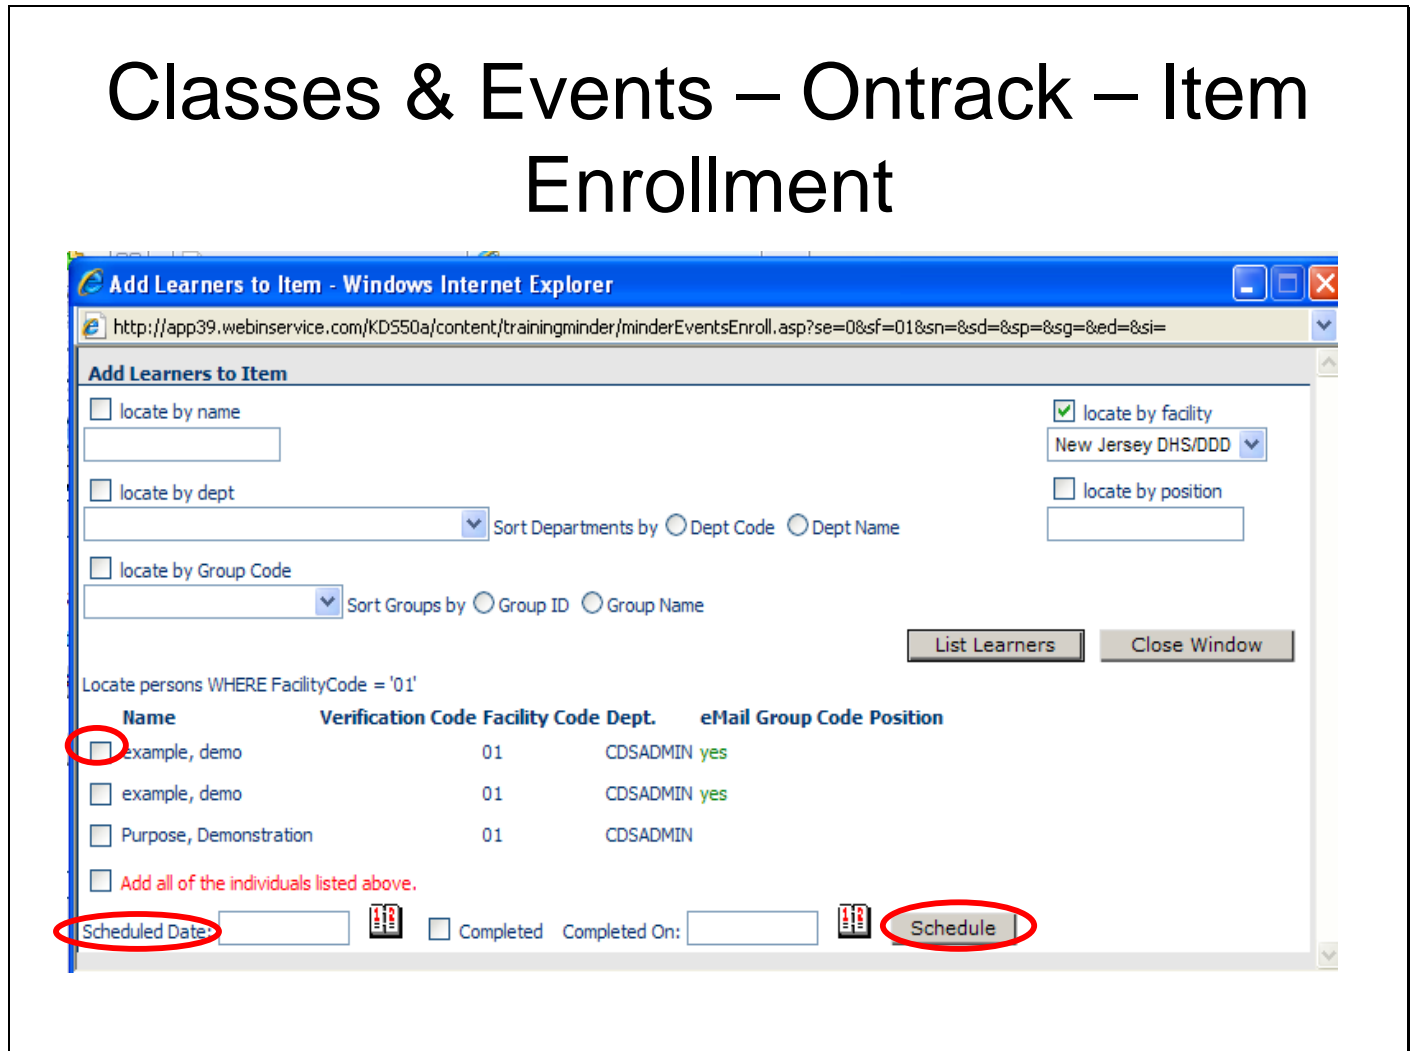 Classes & Events – Ontrack – Item
Enrollment
Add Learners to Item - Windows Internet Explorer
http://app39.webinservice.com/KDS50a/content/trainingminder/minderEventsEnroll.asp?se=0&sf=01&sn=&sd=&sp=&sg=&ed=&si=
Add Learners to Item
locate by name locate by facility
New Jersey DHS/DDD
locate by dept locate by position
Sort Departments by Dept Code Dept Name
locate by Group Code
Sort Groups by Group ID Group Name
List Learners Close Window
Locate persons WHERE FacilityCode = '01'
Name Verification Code Facility Code Dept. eMail Group Code Position
example, demo 01 CDSADMIN yes
example, demo 01 CDSADMIN yes
Purpose, Demonstration 01 CDSADMIN
Add all of the individuals listed above.
Scheduled Date: Completed Completed On: Schedule